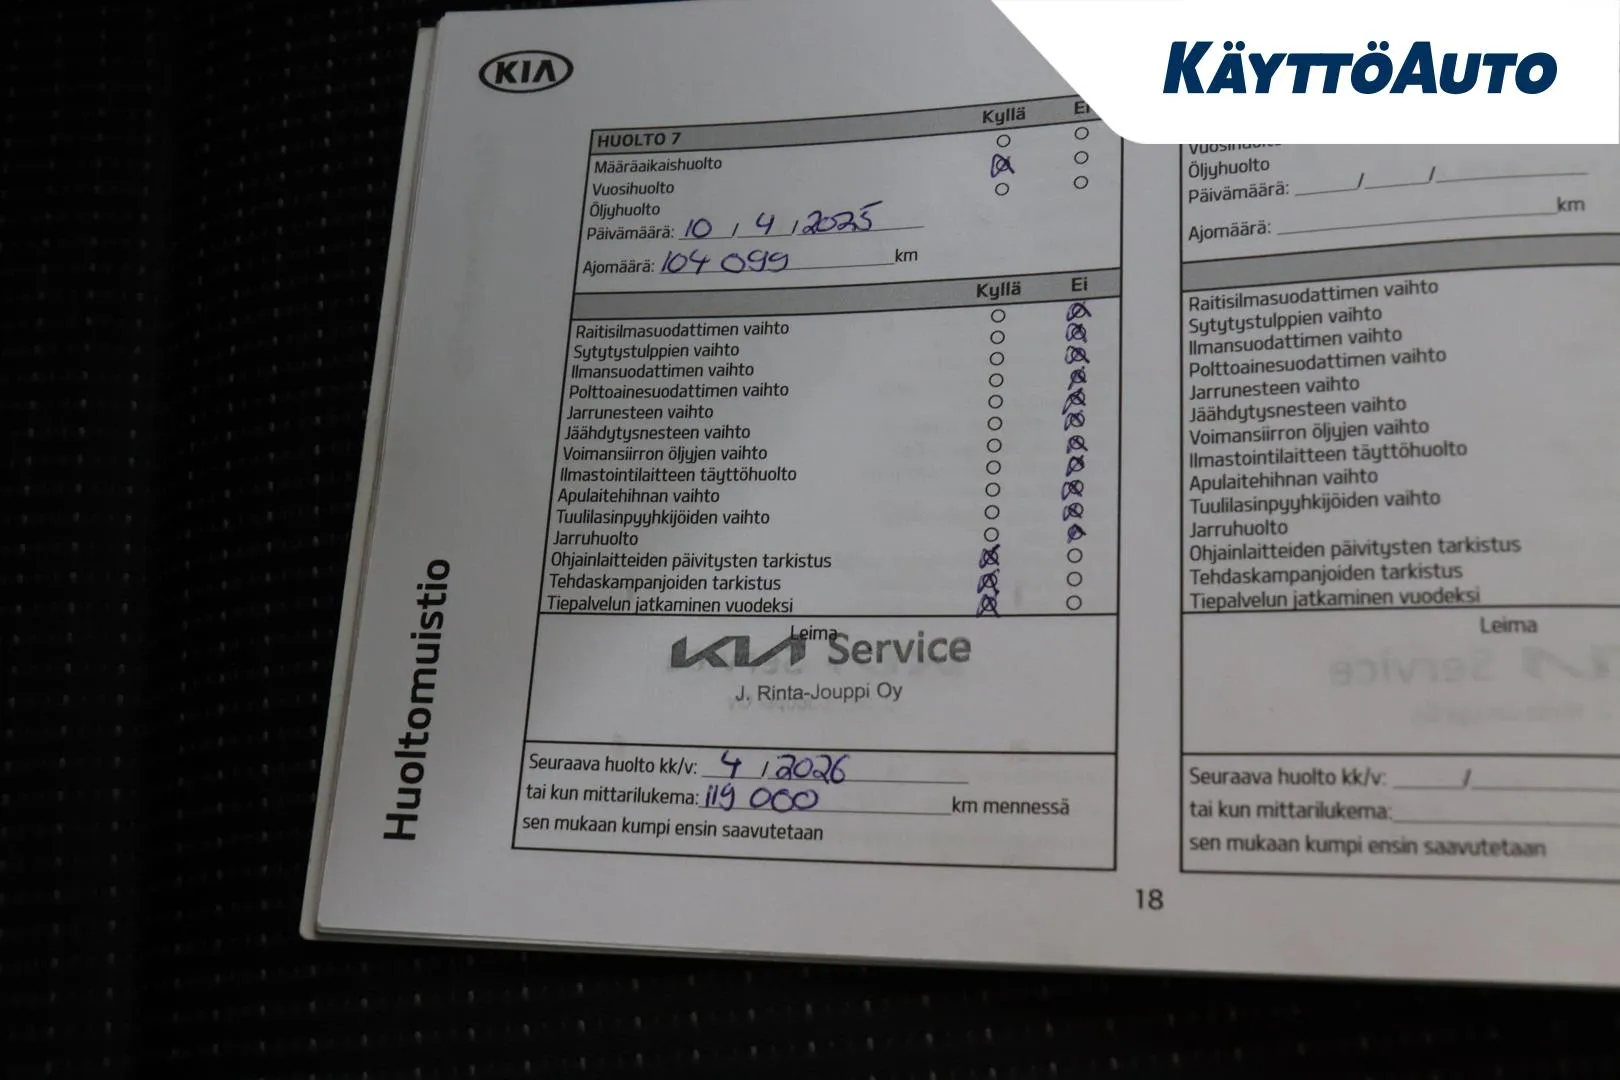 KIA
KÄYTTÖAUTO
Kyllä Ei
HUOLTO 7
Määräaikaishuolto
Vuosihuolto
Öljyhuolto
Päivämäärä: 10 / 4 / 2025
Ajomäärä: 104 099 km
Kyllä Ei
Raitisilmasuodattimen vaihto
Sytytystulppien vaihto
Ilmansuodattimen vaihto
Polttoainesuodattimen vaihto
Jarrunesteen vaihto
Jäähdytysnesteen vaihto
Voimansiirron öljyjen vaihto
Ilmastointilaitteen täyttöhuolto
Apulaitehihnan vaihto
Tuulilasinpyyhkijöiden vaihto
Jarruhuolto
Ohjainlaitteiden päivitysten tarkistus
Tehdaskampanjoiden tarkistus
Tiepalvelun jatkaminen vuodeksi
Leima
KIA Service
J. Rinta-Jouppi Oy
Seuraava huolto kk/v: 4 / 2026
tai kun mittarilukema: 119 000 km mennessä
sen mukaan kumpi ensin saavutetaan
Huoltomuistio
18
Vuosihuolto
Öljyhuolto
Päivämäärä: / /
Ajomäärä: km
Raitisilmasuodattimen vaihto
Sytytystulppien vaihto
Ilmansuodattimen vaihto
Polttoainesuodattimen vaihto
Jarrunesteen vaihto
Jäähdytysnesteen vaihto
Voimansiirron öljyjen vaihto
Ilmastointilaitteen täyttöhuolto
Apulaitehihnan vaihto
Tuulilasinpyyhkijöiden vaihto
Jarruhuolto
Ohjainlaitteiden päivitysten tarkistus
Tehdaskampanjoiden tarkistus
Tiepalvelun jatkaminen vuodeksi
Leima
Seuraava huolto kk/v: /
tai kun mittarilukema:
sen mukaan kumpi ensin saavutetaan